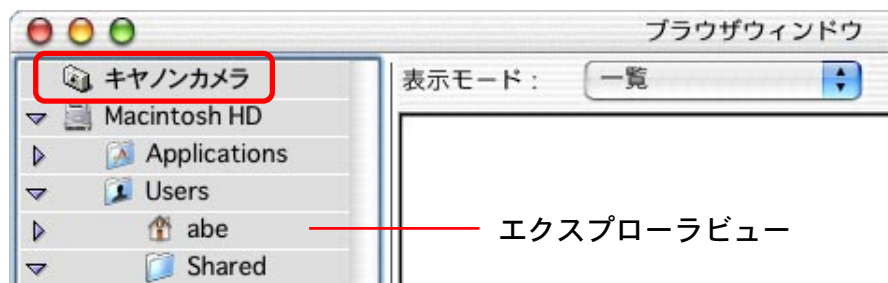 ブラウザウィンドウ
キヤノンカメラ
表示モード： 一覧
Macintosh HD
Applications
Users
abe
エクスプローラビュー
Shared